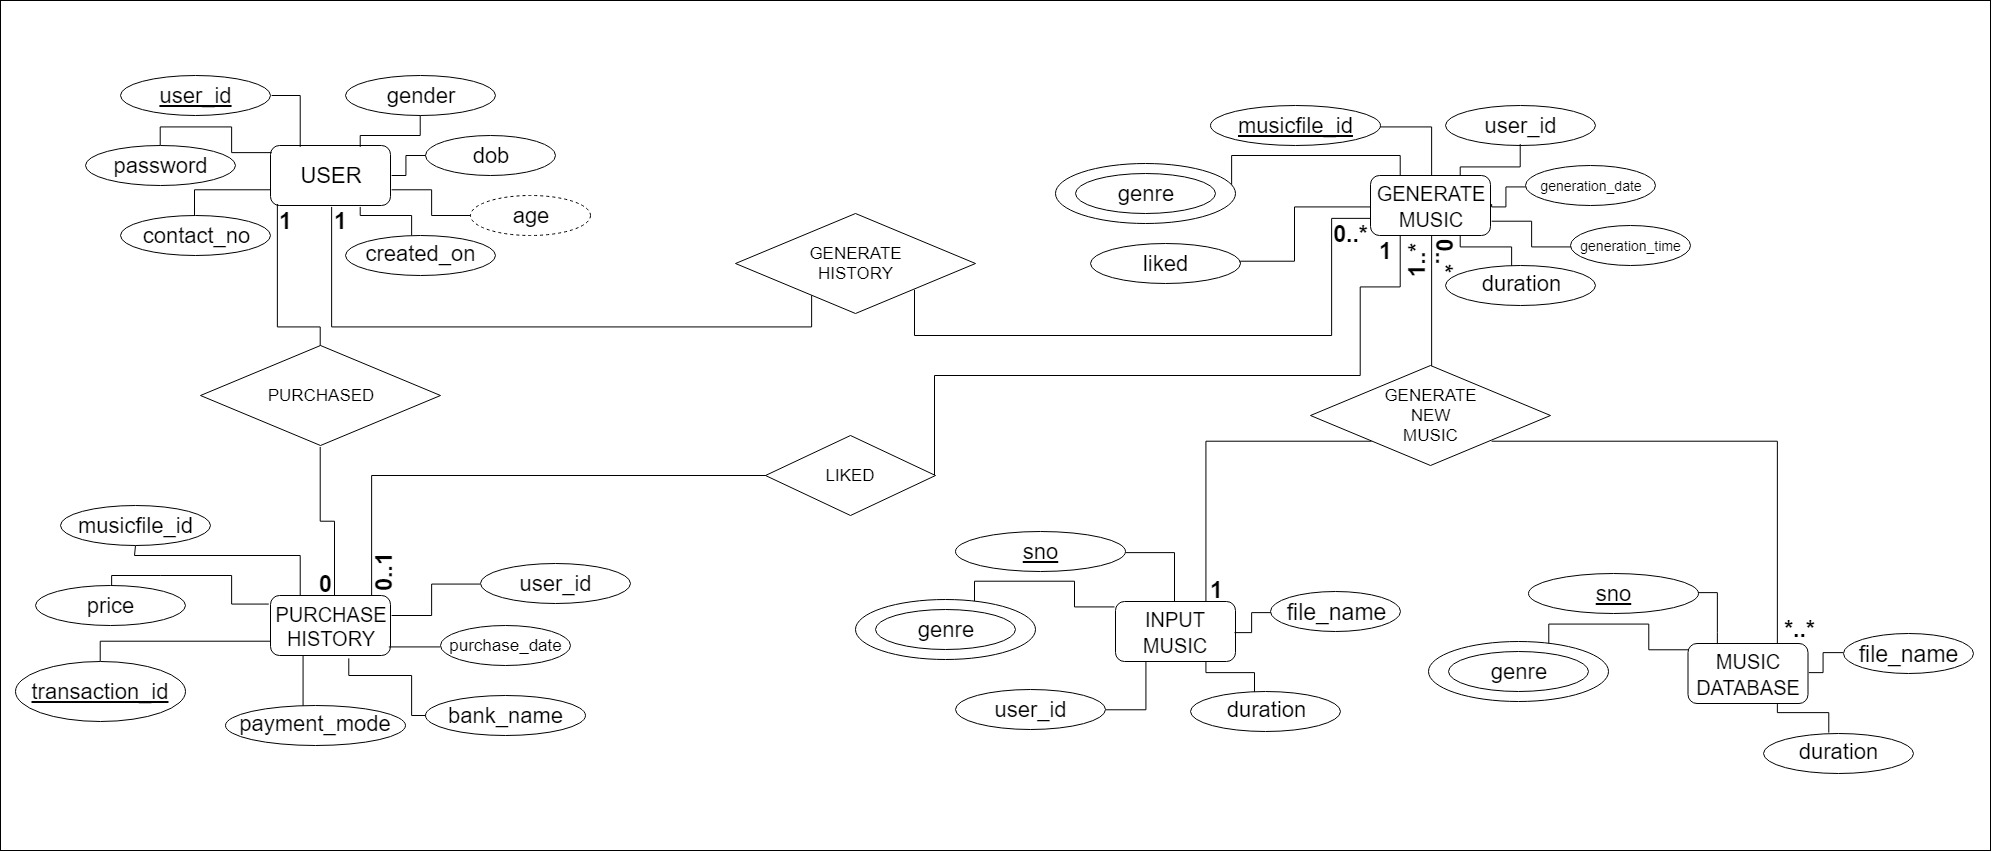 user_id
gender
password
dob
USER
age
contact_no
created_on
1
1
GENERATE
HISTORY
musicfile_id
user_id
genre
GENERATE
MUSIC
generation_date
generation_time
liked
duration
0..*
1
1..*
..0
*
PURCHASED
GENERATE
NEW
MUSIC
LIKED
musicfile_id
price
0
0..1
user_id
PURCHASE
HISTORY
purchase_date
transaction_id
payment_mode
bank_name
sno
1
genre
INPUT
MUSIC
file_name
user_id
duration
sno
*..*
genre
MUSIC
DATABASE
file_name
duration